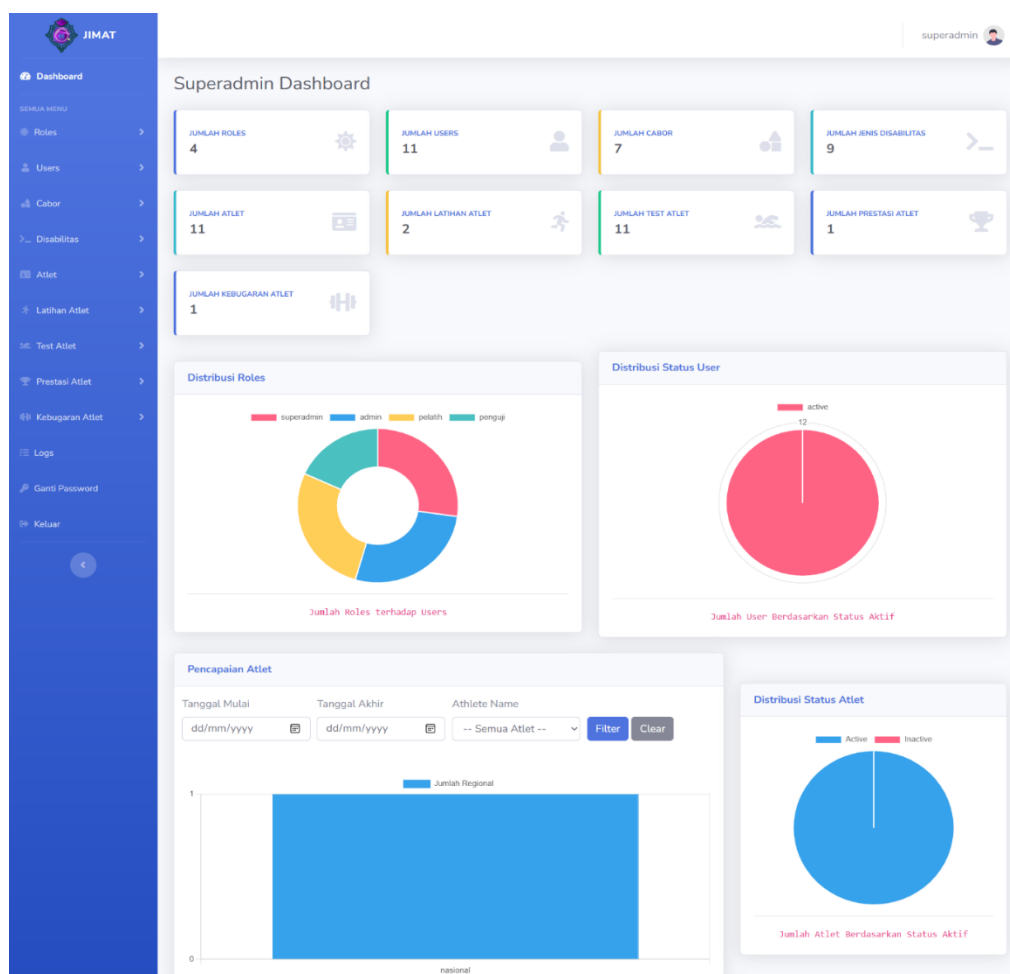 JIMAT
superadmin
Dashboard
SEMUA MENU
Roles
Users
Cabor
Disabilitas
Atlet
Latihan Atlet
Test Atlet
Prestasi Atlet
Kebugaran Atlet
Logs
Ganti Password
Keluar
Superadmin Dashboard
JUMLAH ROLES
4
JUMLAH USERS
11
JUMLAH CABOR
7
JUMLAH JENIS DISABILITAS
9
JUMLAH ATLET
11
JUMLAH LATIHAN ATLET
2
JUMLAH TEST ATLET
11
JUMLAH PRESTASI ATLET
1
JUMLAH KEBUGARAN ATLET
1
Distribusi Roles
superadmin admin pelatih penguji
Jumlah Roles terhadap Users
Distribusi Status User
active
12
Jumlah User Berdasarkan Status Aktif
Pencapaian Atlet
Tanggal Mulai Tanggal Akhir Athlete Name
dd/mm/yyyy dd/mm/yyyy -- Semua Atlet -- Filter Clear
Jumlah Regional
1
0
nasional
Distribusi Status Atlet
Active Inactive
Jumlah Atlet Berdasarkan Status Aktif